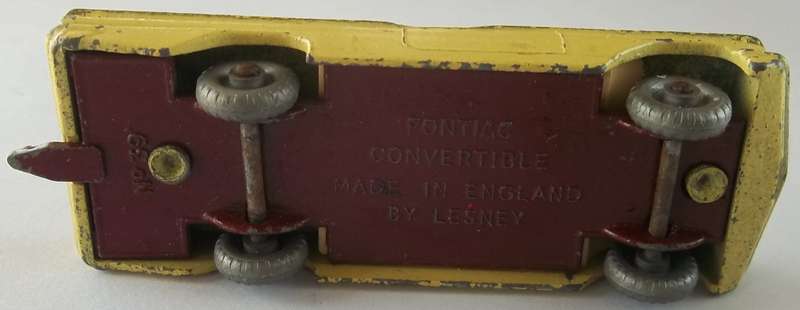 No 39
PONTIAC
CONVERTIBLE
MADE IN ENGLAND
BY LESNEY